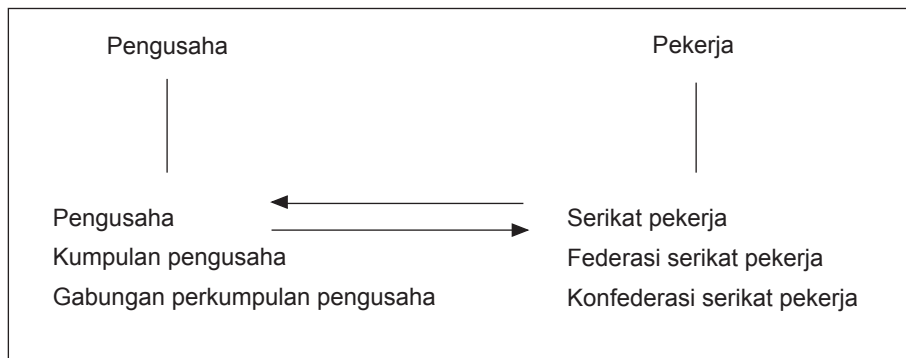 Pengusaha
Pekerja
Pengusaha
Kumpulan pengusaha
Gabungan perkumpulan pengusaha
Serikat pekerja
Federasi serikat pekerja
Konfederasi serikat pekerja